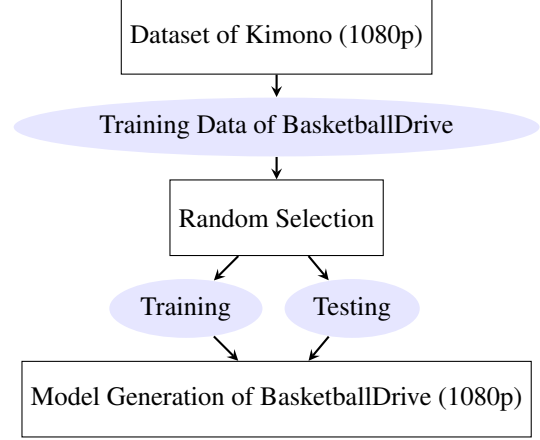 Dataset of Kimono (1080p)
Training Data of BasketballDrive
Random Selection
Training
Testing
Model Generation of BasketballDrive (1080p)